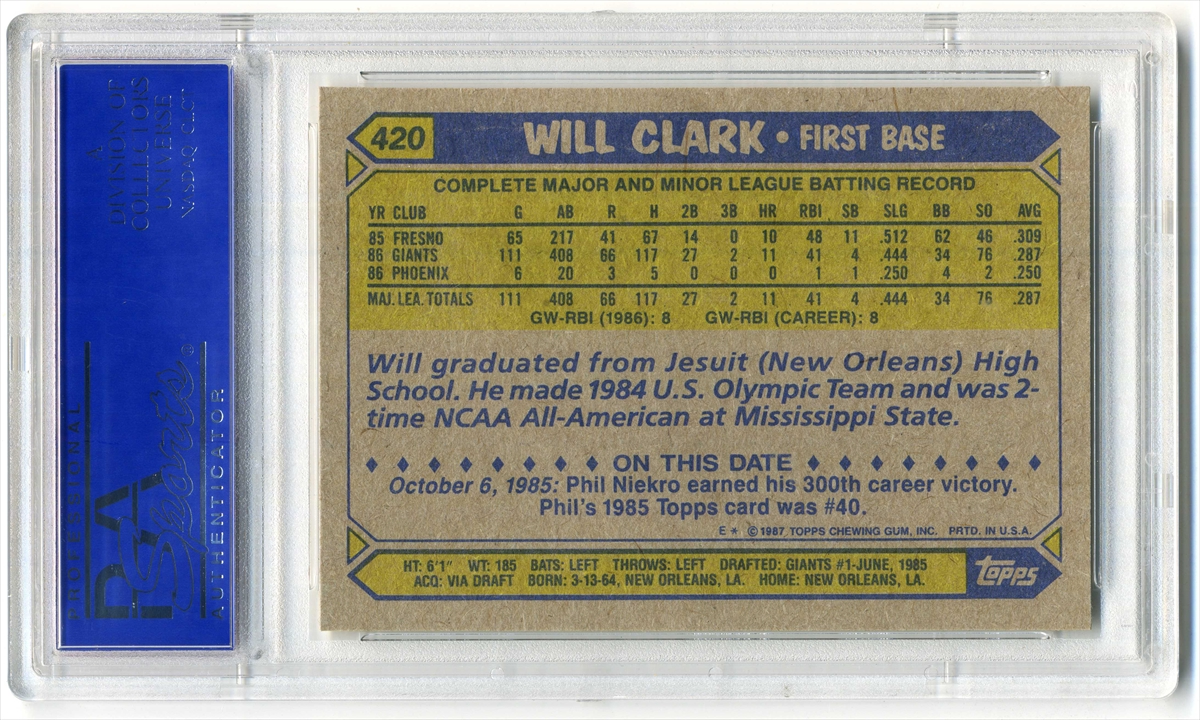 A
DIVISION OF
COLLECTORS
UNIVERSE
NASDAQ: CLCT
PROFESSIONAL
PSA
Sports®
AUTHENTICATOR
420 WILL CLARK • FIRST BASE
COMPLETE MAJOR AND MINOR LEAGUE BATTING RECORD
YR CLUB G AB R H 2B 3B HR RBI SB SLG BB SO AVG
85 FRESNO 65 217 41 67 14 0 10 48 11 .512 62 46 .309
86 GIANTS 111 408 66 117 27 2 11 41 4 .444 34 76 .287
86 PHOENIX 6 20 3 5 0 0 0 1 1 .250 4 2 .250
MAJ. LEA. TOTALS 111 408 66 117 27 2 11 41 4 .444 34 76 .287
GW-RBI (1986): 8 GW-RBI (CAREER): 8
Will graduated from Jesuit (New Orleans) High
School. He made 1984 U.S. Olympic Team and was 2-
time NCAA All-American at Mississippi State.
♦ ♦ ♦ ♦ ♦ ♦ ♦ ♦ ON THIS DATE ♦ ♦ ♦ ♦ ♦ ♦ ♦ ♦
October 6, 1985: Phil Niekro earned his 300th career victory.
Phil's 1985 Topps card was #40.
E * ©1987 TOPPS CHEWING GUM, INC. PRTD. IN U.S.A.
HT: 6'1" WT: 185 BATS: LEFT THROWS: LEFT DRAFTED: GIANTS #1-JUNE, 1985
ACQ: VIA DRAFT BORN: 3-13-64, NEW ORLEANS, LA. HOME: NEW ORLEANS, LA.
topps